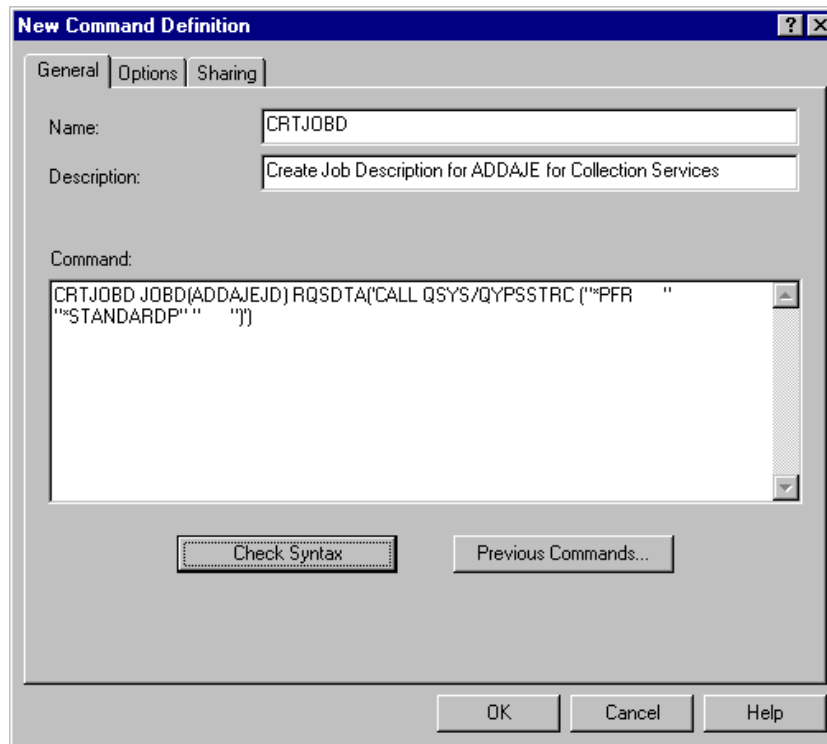 New Command Definition
General Options Sharing
Name: CRTJOBD
Description: Create Job Description for ADDAJE for Collection Services
Command:
CRTJOBD JOBD(ADDAJEJD) RQSDTA('CALL QSYS/QYPSSTRC (''*PFR      ''
''*STANDARDP'' ''      '')')
Check Syntax Previous Commands...
OK Cancel Help